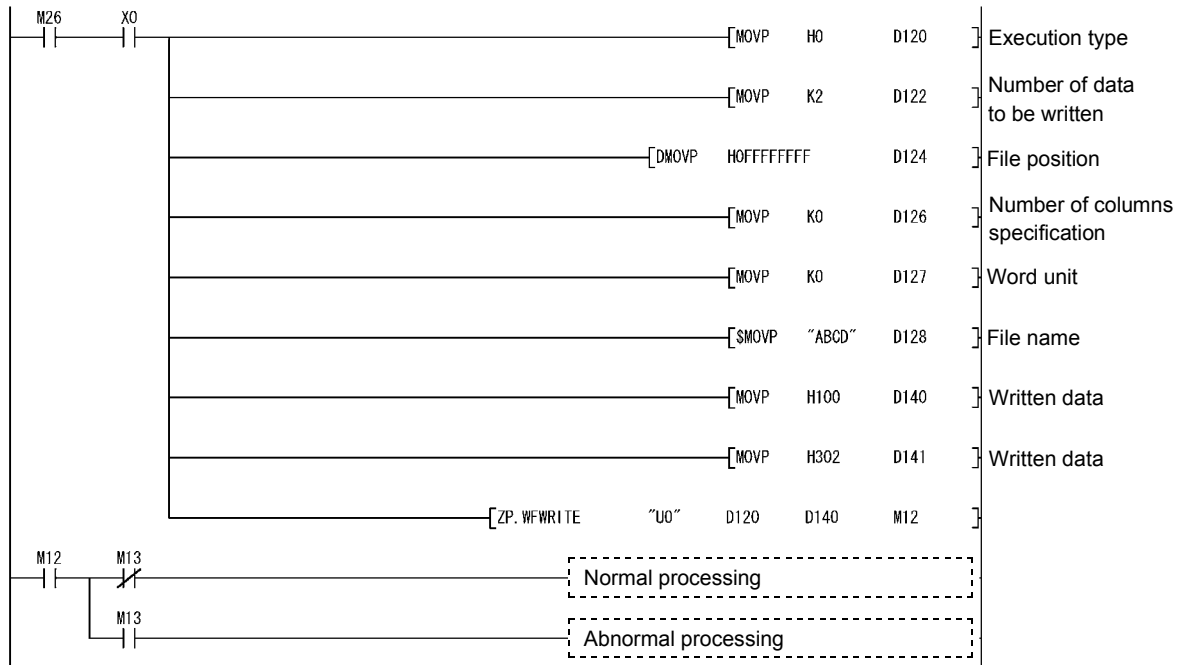 M26 X0
MOVP H0 D120 Execution type
MOVP K2 D122 Number of data
to be written
DMOVP H0FFFFFFFF D124 File position
MOVP K0 D126 Number of columns
specification
MOVP K0 D127 Word unit
$MOVP "ABCD" D128 File name
MOVP H100 D140 Written data
MOVP H302 D141 Written data
ZP.WFWRITE "U0" D120 D140 M12
M12 M13
Normal processing
M13
Abnormal processing